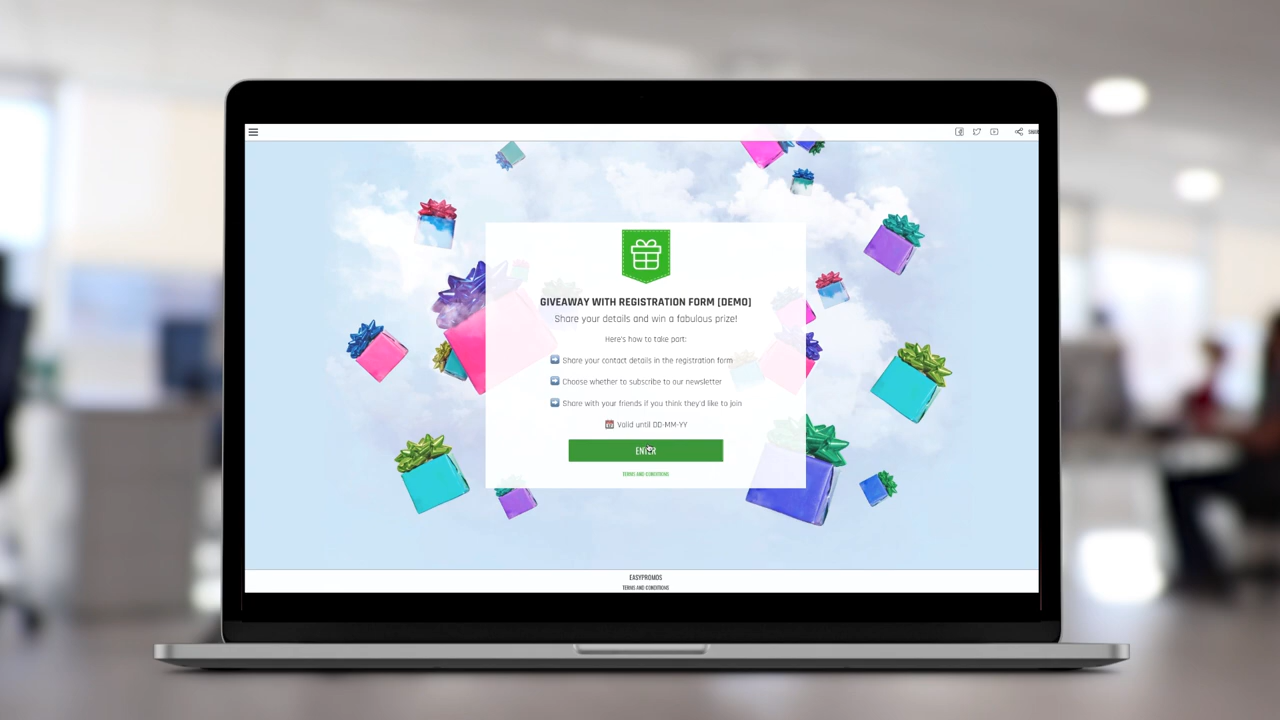 GIVEAWAY WITH REGISTRATION FORM [DEMO]
Share your details and win a fabulous prize!
Here's how to take part:
Share your contact details in the registration form
Choose whether to subscribe to our newsletter
Share with your friends if you think they'd like to join
Valid until DD-MM-YY
ENTER
TERMS AND CONDITIONS
EASYPROMOS
TERMS AND CONDITIONS